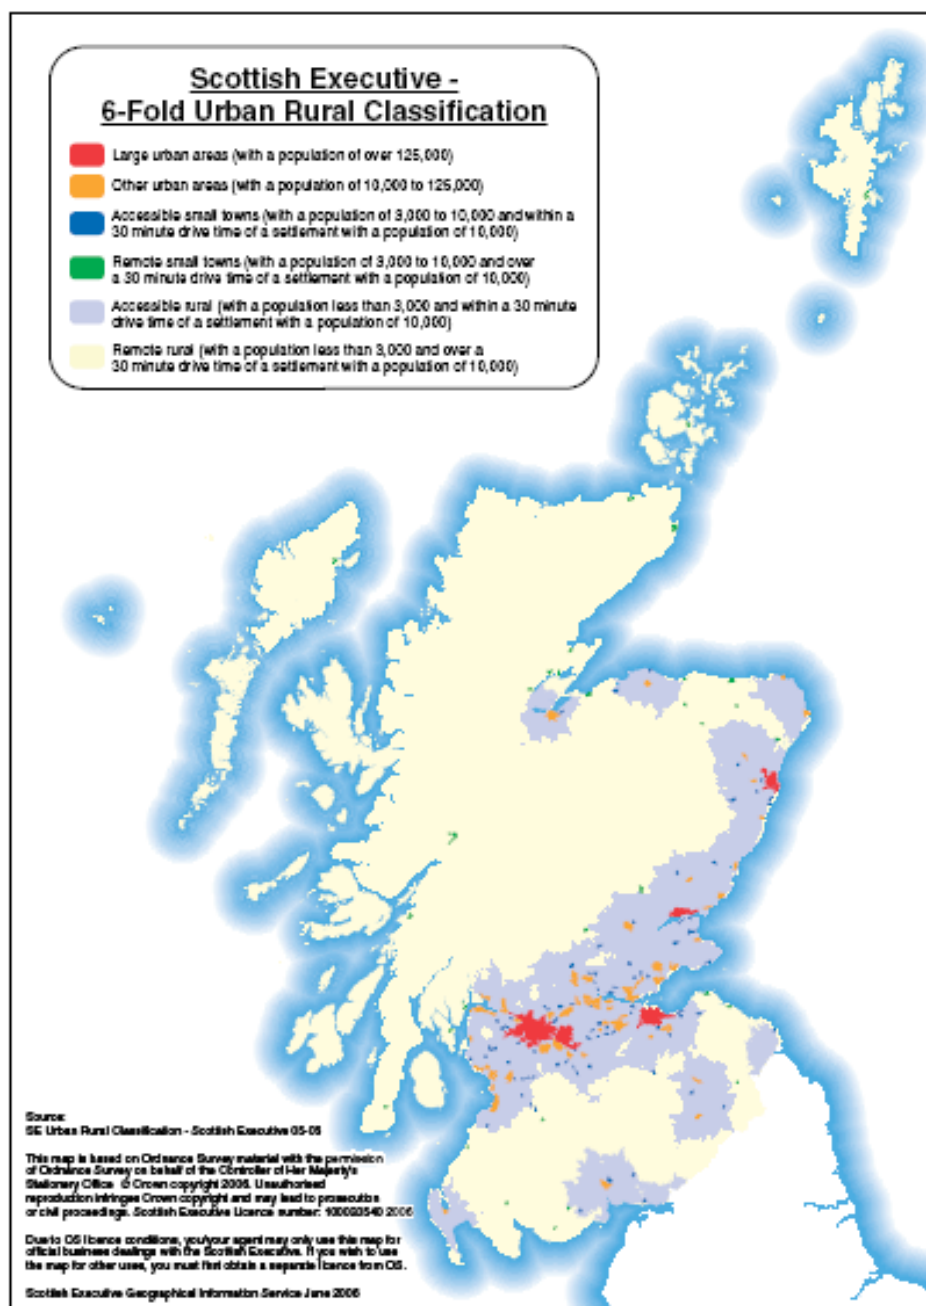 Scottish Executive -
6-Fold Urban Rural Classification
Large urban areas (with a population of over 125,000)
Other urban areas (with a population of 10,000 to 125,000)
Accessible small towns (with a population of 3,000 to 10,000 and within a
30 minute drive time of a settlement with a population of 10,000)
Remote small towns (with a population of 3,000 to 10,000 and over
a 30 minute drive time of a settlement with a population of 10,000)
Accessible rural (with a population less than 3,000 and within a 30 minute
drive time of a settlement with a population of 10,000)
Remote rural (with a population less than 3,000 and over a
30 minute drive time of a settlement with a population of 10,000)
Source:
SE Urban Rural Classification - Scottish Executive
This map is based on Ordnance Survey material with the permission
of Ordnance Survey on behalf of the Controller of Her Majesty's
Stationery Office © Crown copyright 2006. Unauthorised
reproduction infringes Crown copyright and may lead to prosecution
or civil proceedings. Scottish Executive Licence number: 2006
Due to OS licence conditions, you/your agent may only use this map for
official business dealings with the Scottish Executive. If you wish to use
the map for other uses, you must first obtain a separate licence from OS.
Scottish Executive Geographical Information Service June 2006